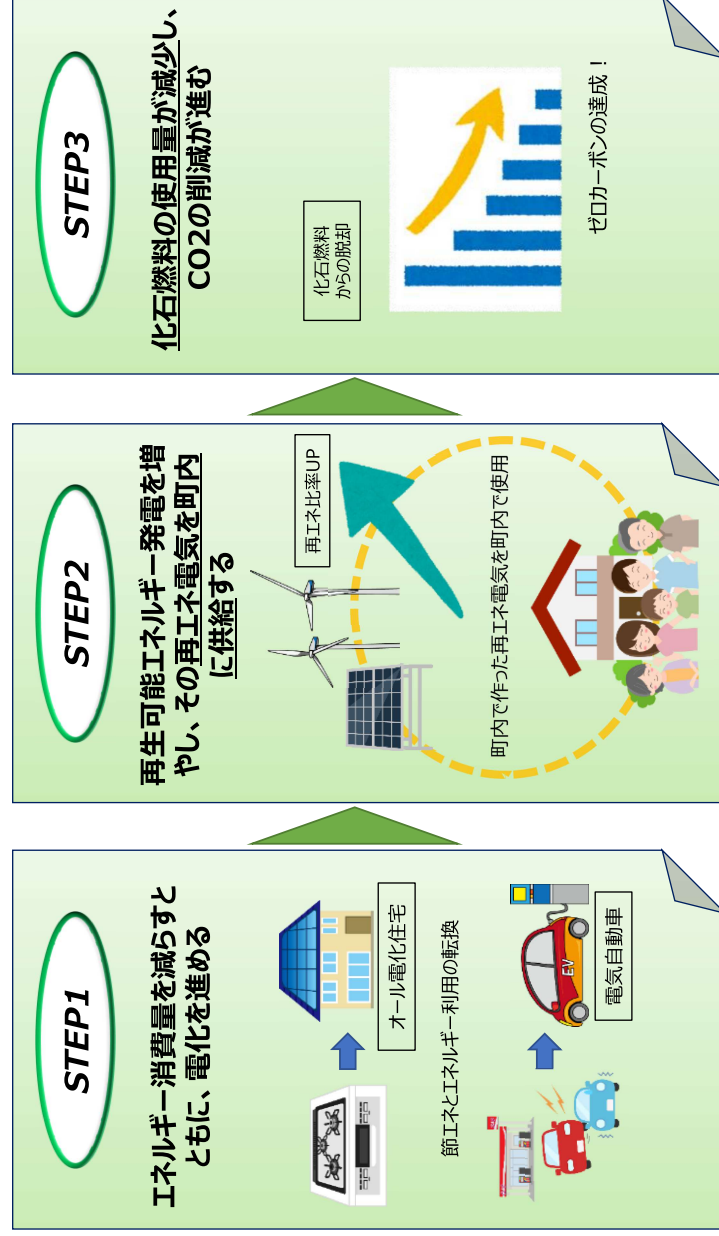 STEP1
エネルギー消費量を減らすと
ともに、電化を進める
オール電化住宅
節エネとエネルギー利用の転換
EV
電気自動車
STEP2
再生可能エネルギー発電を増
やし、その再エネ電気を町内
に供給する
再エネ比率UP
町内で作った再エネ電気を町内で使用
STEP3
化石燃料の使用量が減少し、
CO2の削減が進む
化石燃料
からの脱却
ゼロカーボンの達成！